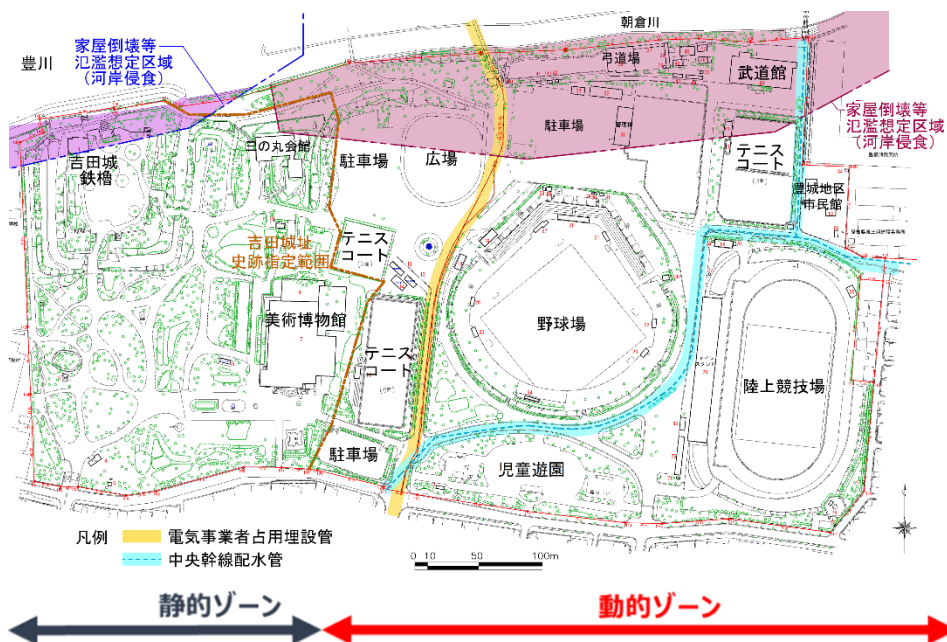 朝倉川
豊川
家屋倒壊等
氾濫想定区域
(河岸侵食)
弓道場
武道館
家屋倒壊等
氾濫想定区域
(河岸侵食)
吉田城
鉄櫓
三の丸会館
駐車場
広場
駐車場
テニス
コート
豊城地区
市民館
吉田城址
史跡指定範囲
テニス
コート
美術博物館
テニス
コート
野球場
メイン
スタンド
陸上競技場
駐車場
児童遊園
凡例
電気事業者占用埋設管
中央幹線配水管
0 10 50 100m
静的ゾーン
動的ゾーン